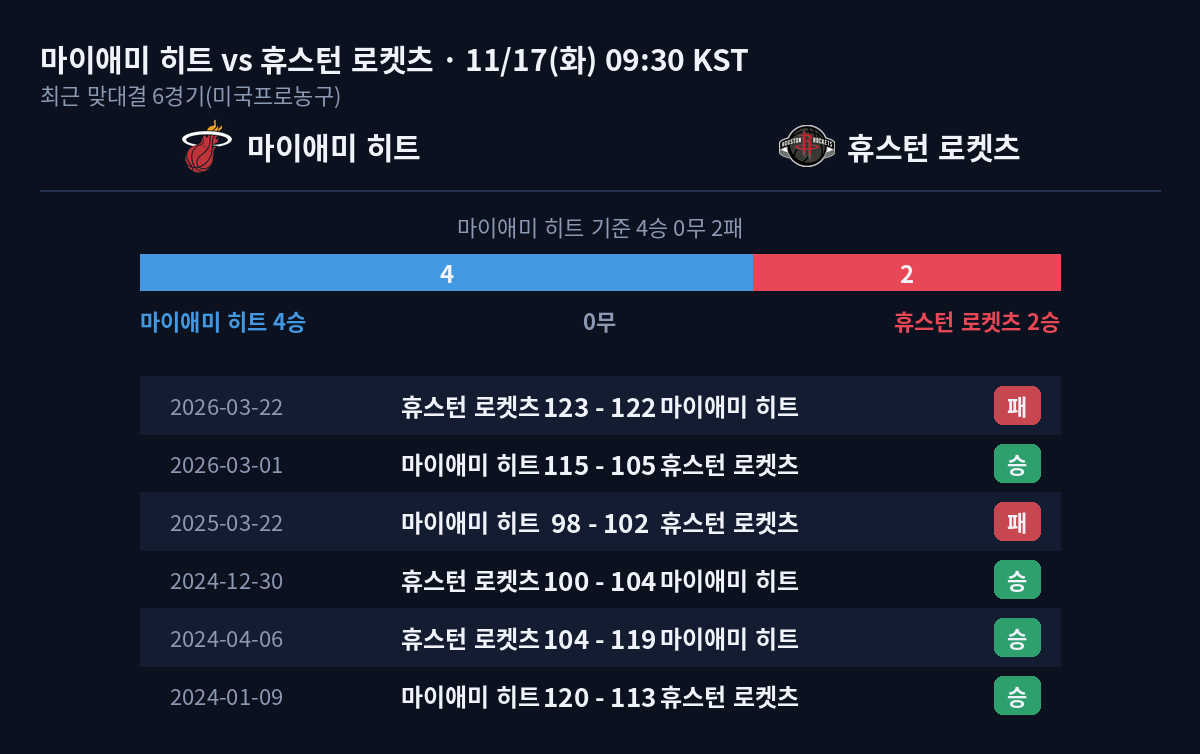 마이애미 히트 vs 휴스턴 로켓츠 · 11/17(화) 09:30 KST
최근 맞대결 6경기(미국프로농구)
마이애미 히트
HOUSTON ROCKETS
휴스턴 로켓츠
마이애미 히트 기준 4승 0무 2패
4 2
마이애미 히트 4승 0무 휴스턴 로켓츠 2승
2026-03-22 휴스턴 로켓츠 123 - 122 마이애미 히트 패
2026-03-01 마이애미 히트 115 - 105 휴스턴 로켓츠 승
2025-03-22 마이애미 히트 98 - 102 휴스턴 로켓츠 패
2024-12-30 휴스턴 로켓츠 100 - 104 마이애미 히트 승
2024-04-06 휴스턴 로켓츠 104 - 119 마이애미 히트 승
2024-01-09 마이애미 히트 120 - 113 휴스턴 로켓츠 승